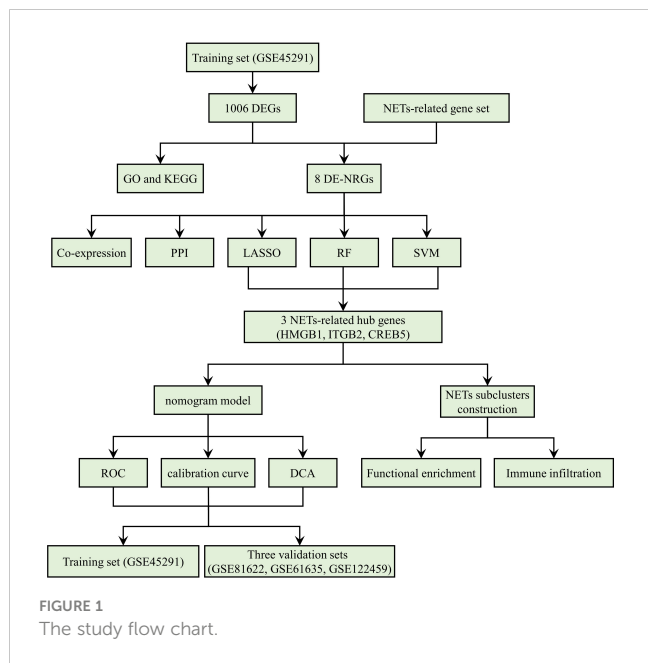 Training set (GSE45291)
1006 DEGs
NETs-related gene set
GO and KEGG
8 DE-NRGs
Co-expression
PPI
LASSO
RF
SVM
3 NETs-related hub genes
(HMGB1, ITGB2, CREB5)
nomogram model
NETs subclusters
construction
ROC
calibration curve
DCA
Functional enrichment
Immune infiltration
Training set (GSE45291)
Three validation sets
(GSE81622, GSE61635, GSE122459)
FIGURE 1
The study flow chart.